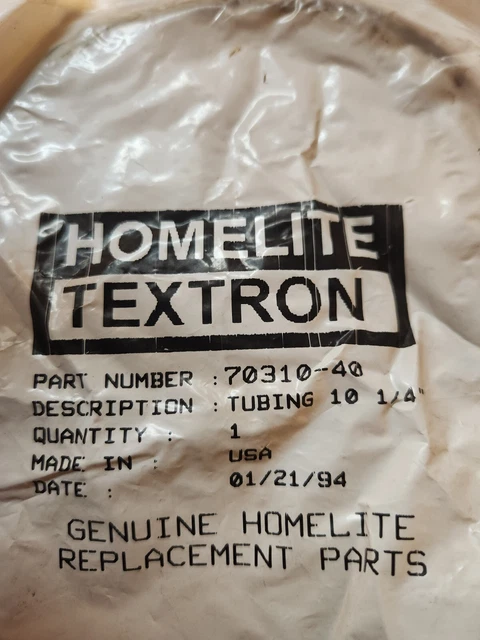 HOMELITE
TEXTRON
PART NUMBER : 70310-40
DESCRIPTION : TUBING 10 1/4"
QUANTITY : 1
MADE IN : USA
DATE : 01/21/94
GENUINE HOMELITE
REPLACEMENT PARTS